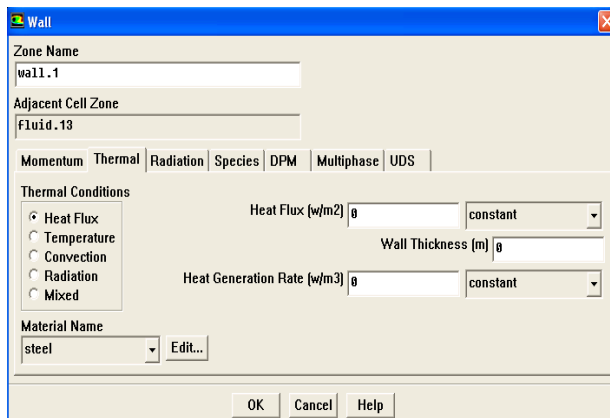 Wall
Zone Name
wall.1
Adjacent Cell Zone
fluid.13
Momentum Thermal Radiation Species DPM Multiphase UDS
Thermal Conditions
Heat Flux
Temperature
Convection
Radiation
Mixed
Heat Flux (w/m2) 0 constant
Wall Thickness (m) 0
Heat Generation Rate (w/m3) 0 constant
Material Name
steel Edit...
OK Cancel Help